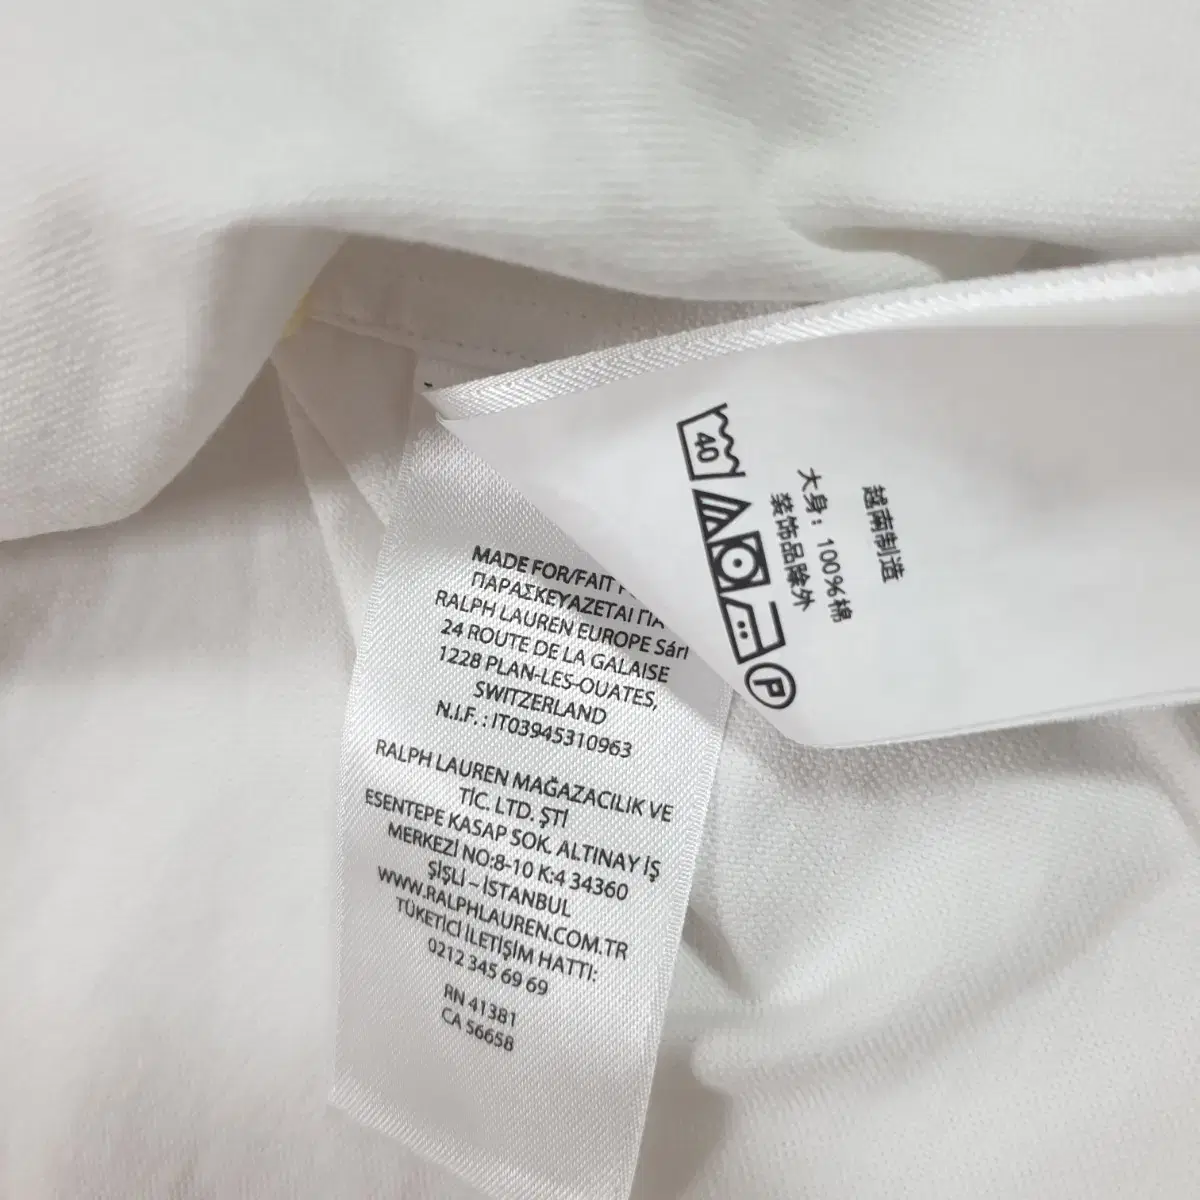 MADE FOR/FAIT
ΠΑΡΑΣΚΕΥΑΖΕΤΑΙ ΓΙΑ
RALPH LAUREN EUROPE Sárl
24 ROUTE DE LA GALAISE
1228 PLAN-LES-OUATES,
SWITZERLAND
N.I.F. : IT03945310963
RALPH LAUREN MAĞAZACILIK VE
TİC. LTD. ŞTİ
ESENTEPE KASAP SOK. ALTINAY İŞ
MERKEZİ NO:8-10 K:4 34360
ŞİŞLİ – İSTANBUL
WWW.RALPHLAUREN.COM.TR
TÜKETİCİ İLETİŞİM HATTI:
0212 345 69 69
RN 41381
CA 56658
越南制造
大身: 100%棉
装饰品除外
40
P